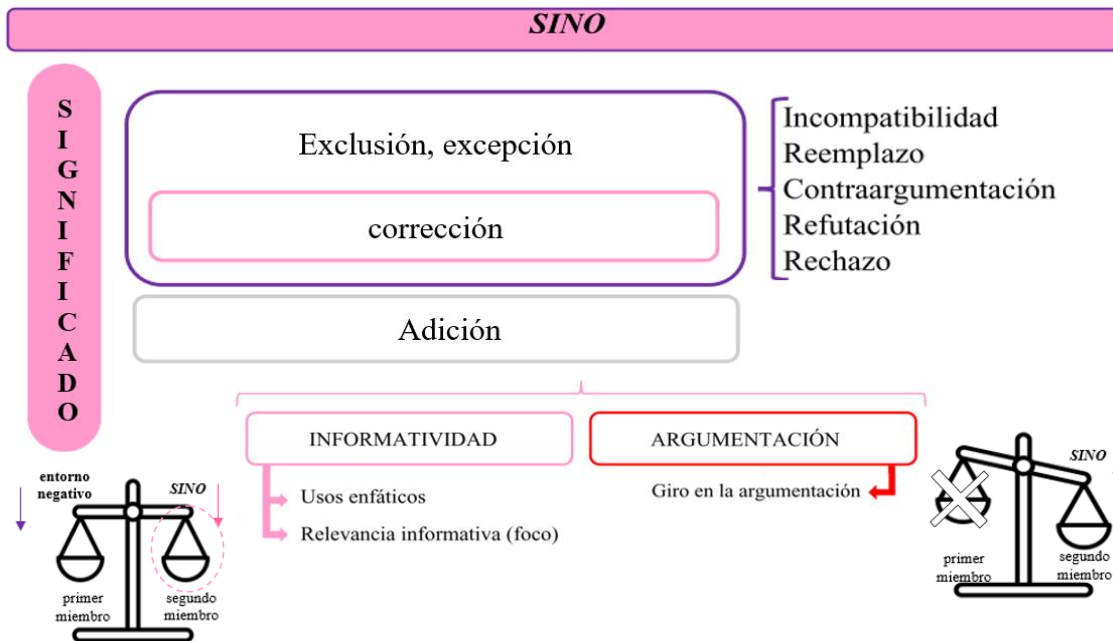 SINO
SIGNIFICADO
Exclusión, excepción
corrección
Incompatibilidad
Reemplazo
Contraargumentación
Refutación
Rechazo
Adición
INFORMATIVIDAD
Usos enfáticos
Relevancia informativa (foco)
ARGUMENTACIÓN
Giro en la argumentación
entorno
negativo
SINO
primer
miembro
segundo
miembro
SINO
primer
miembro
segundo
miembro